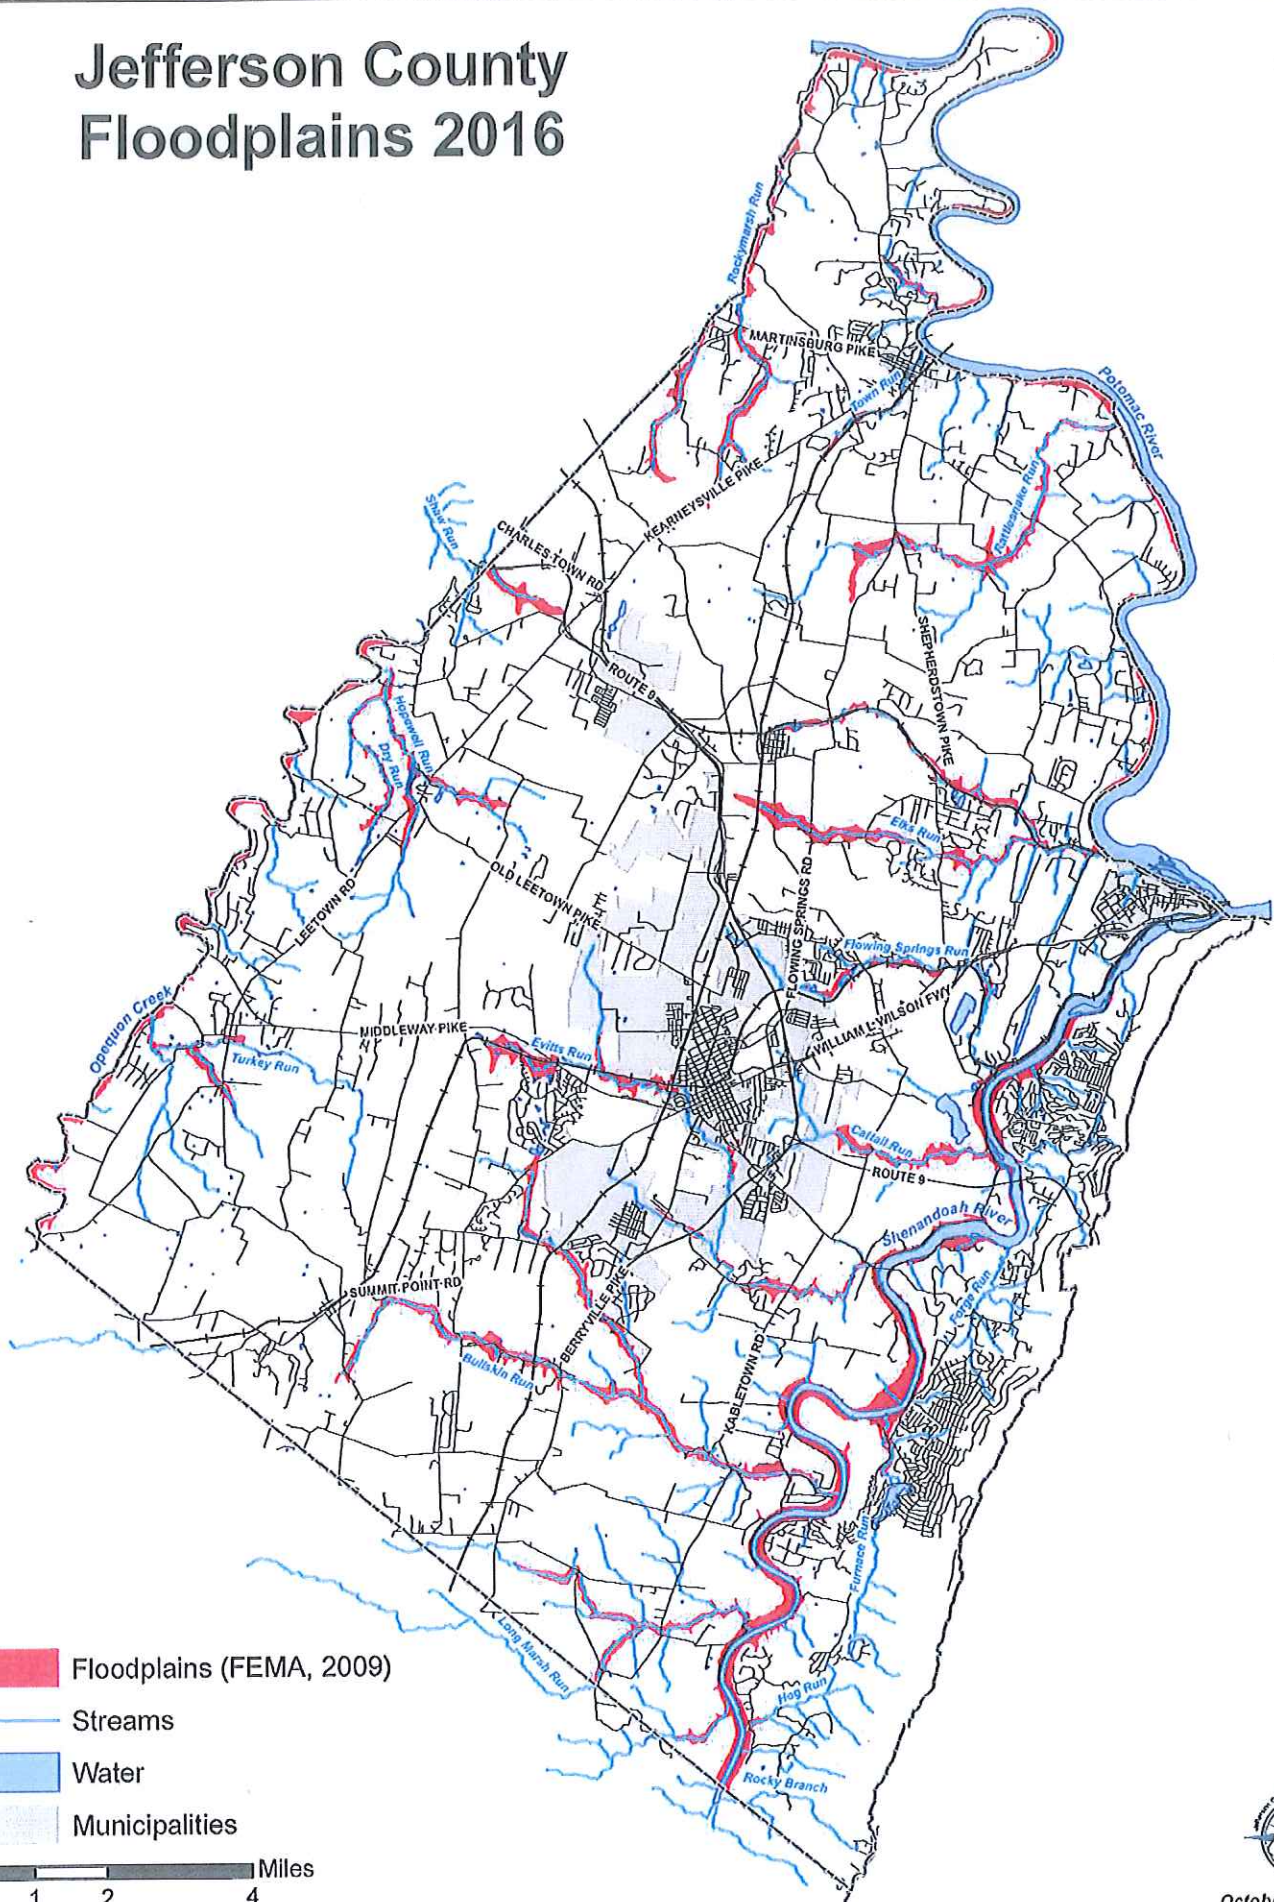 Jefferson County
Floodplains 2016
Rockymarsh Run
MARTINSBURG PIKE
Town Run
Potomac River
KEARNEYSVILLE PIKE
Rattlesnake Run
Shaw Run
CHARLES TOWN RD
SHEPHERDSTOWN PIKE
ROUTE 9
Hopewell Run
Dry Run
Elks Run
OLD LEETOWN PIKE
FLOWING SPRINGS RD
LEETOWN RD
Flowing Springs Run
Opequon Creek
MIDDLEWAY PIKE
WILLIAM L WILSON FWY
Evitts Run
Turkey Run
Cattail Run
ROUTE 9
Shenandoah River
Forge Run
SUMMIT POINT RD
BERRYVILLE PIKE
Bullskin Run
KABLETOWN RD
Furnace Run
Long Marsh Run
Hog Run
Rocky Branch
Floodplains (FEMA, 2009)
Streams
Water
Municipalities
Miles
1 2 4